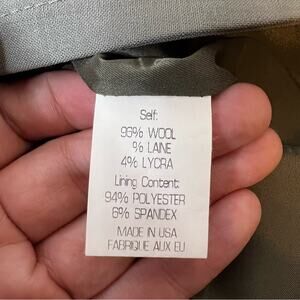 Self:
96% WOOL
% LAINE
4% LYCRA
Lining Content:
94% POLYESTER
6% SPANDEX
MADE IN USA
FABRIQUE AUX EU